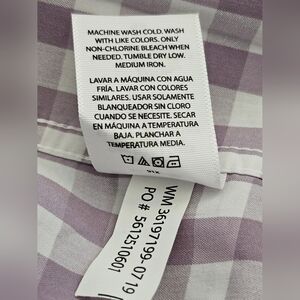 MACHINE WASH COLD. WASH
WITH LIKE COLORS. ONLY
NON-CHLORINE BLEACH WHEN
NEEDED. TUMBLE DRY LOW.
MEDIUM IRON.
LAVAR A MÁQUINA CON AGUA
FRÍA. LAVAR CON COLORES
SIMILARES. USAR SOLAMENTE
BLANQUEADOR SIN CLORO
CUANDO SE NECESITE. SECAR
EN MÁQUINA A TEMPERATURA
BAJA. PLANCHAR A
TEMPERATURA MEDIA.
WM 36197199-07 19
PO # 5612510601